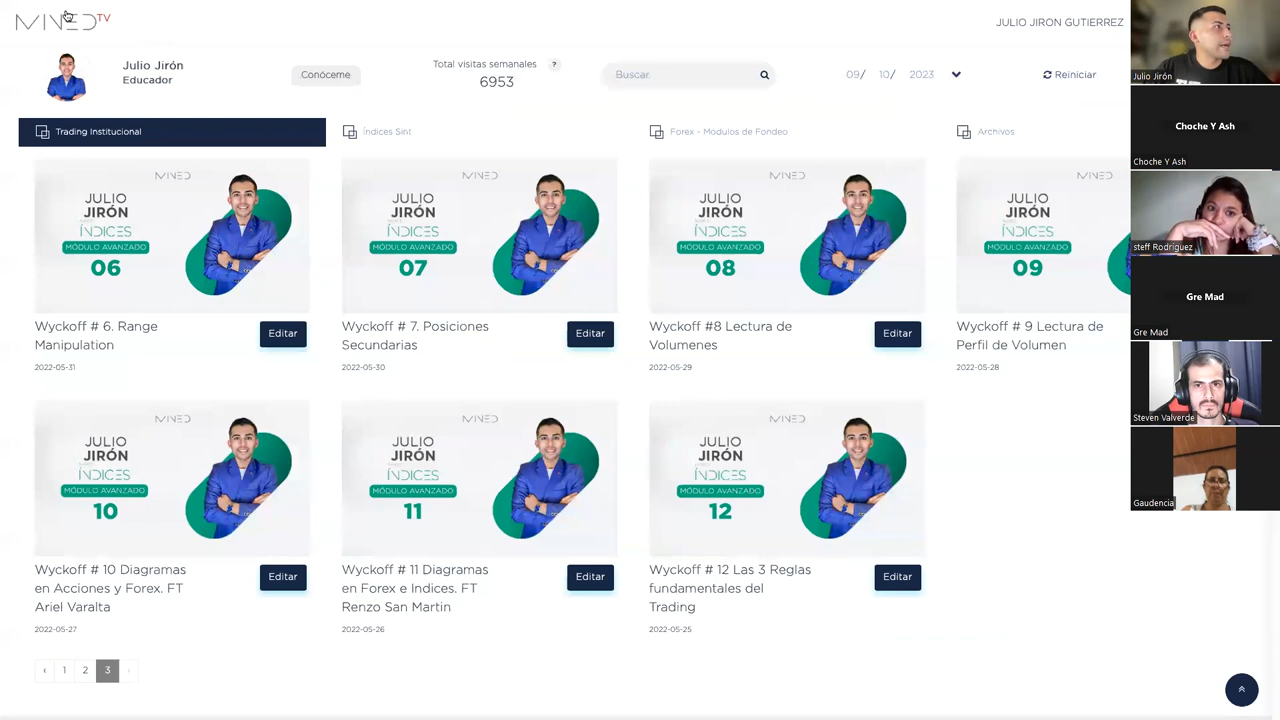 MINED TV
JULIO JIRON GUTIERREZ
Julio Jirón
Educador
Conóceme
Total visitas semanales ?
6953
Buscar.
09/ 10/ 2023
Reiniciar
Trading Institucional
Índices Sint
Forex - Modulos de Fondeo
Archivos
MINED
JULIO
JIRÓN
ÍNDICES
MÓDULO AVANZADO
06
MINED
JULIO
JIRÓN
ÍNDICES
MÓDULO AVANZADO
07
MINED
JULIO
JIRÓN
ÍNDICES
MÓDULO AVANZADO
08
MINED
JULIO
JIRÓN
ÍNDICES
MÓDULO AVANZADO
09
Wyckoff # 6. Range
Manipulation
Editar
2022-05-31
Wyckoff # 7. Posiciones
Secundarias
Editar
2022-05-30
Wyckoff #8 Lectura de
Volumenes
Editar
2022-05-29
Wyckoff # 9 Lectura de
Perfil de Volumen
2022-05-28
MINED
JULIO
JIRÓN
ÍNDICES
MÓDULO AVANZADO
10
MINED
JULIO
JIRÓN
ÍNDICES
MÓDULO AVANZADO
11
MINED
JULIO
JIRÓN
ÍNDICES
MÓDULO AVANZADO
12
Wyckoff # 10 Diagramas
en Acciones y Forex. FT
Ariel Varalta
Editar
2022-05-27
Wyckoff # 11 Diagramas
en Forex e Indices. FT
Renzo San Martin
Editar
2022-05-26
Wyckoff # 12 Las 3 Reglas
fundamentales del
Trading
Editar
2022-05-25
‹ 1 2 3 ›
Julio Jirón
Choche Y Ash
Choche Y Ash
steff Rodriguez
Gre Mad
Gre Mad
Steven Valverde
Gaudencia